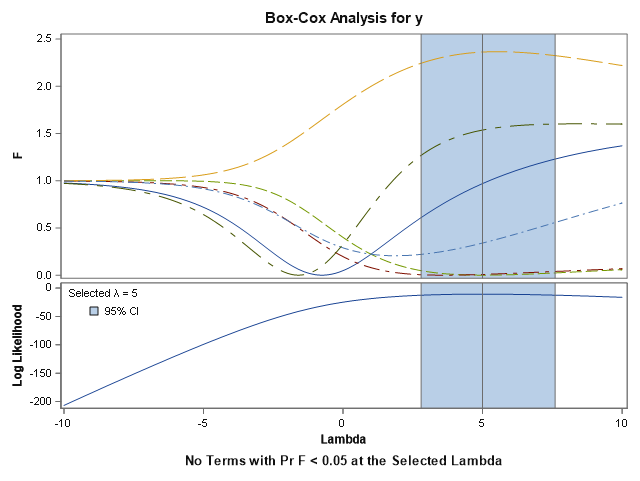 Box-Cox Analysis for y
2.5
2.0
1.5
F
1.0
0.5
0.0
0
Selected λ = 5
95% CI
-50
Log Likelihood
-100
-150
-200
-10
-5
0
5
10
Lambda
No Terms with Pr F < 0.05 at the Selected Lambda